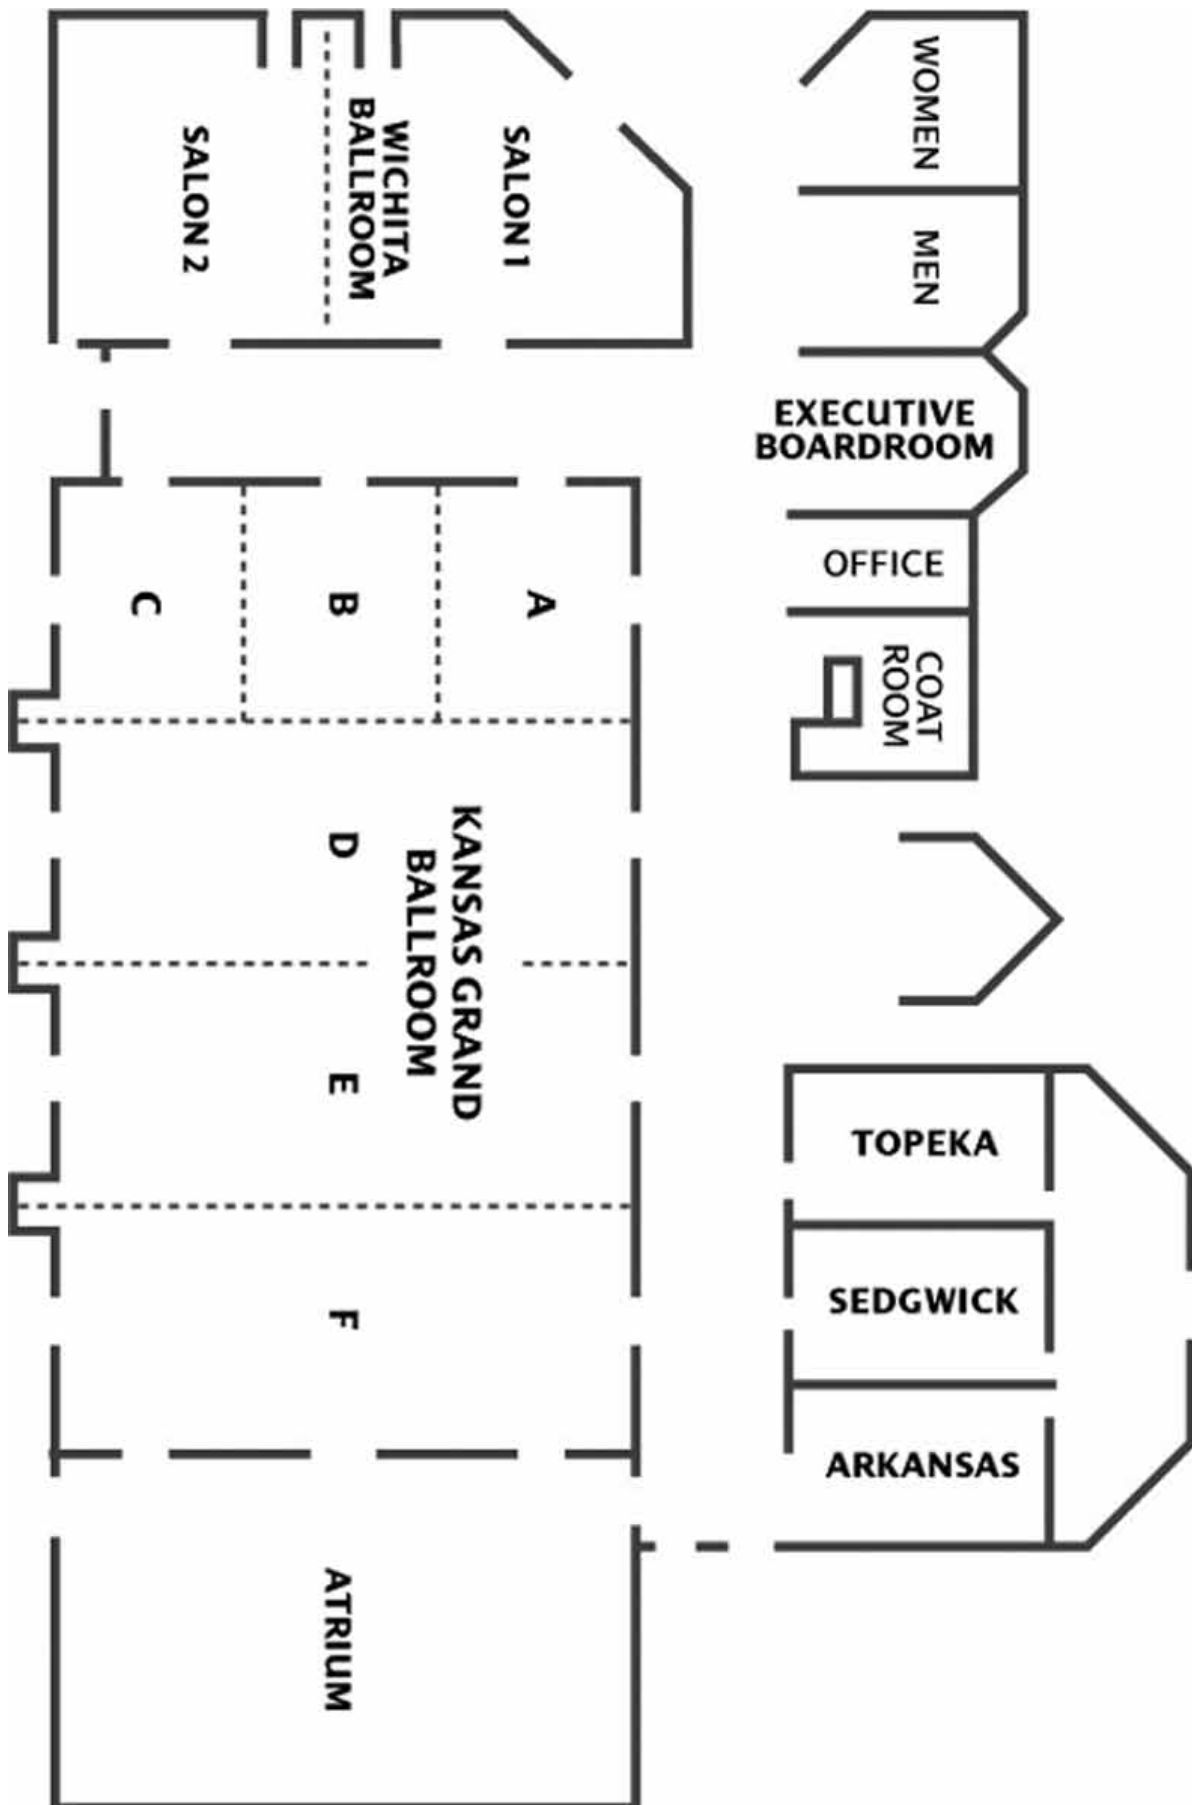 WOMEN
MEN
SALON 2
WICHITA
BALLROOM
SALON 1
EXECUTIVE
BOARDROOM
OFFICE
COAT
ROOM
C
B
A
D
KANSAS GRAND
BALLROOM
E
F
TOPEKA
SEDGWICK
ARKANSAS
ATRIUM